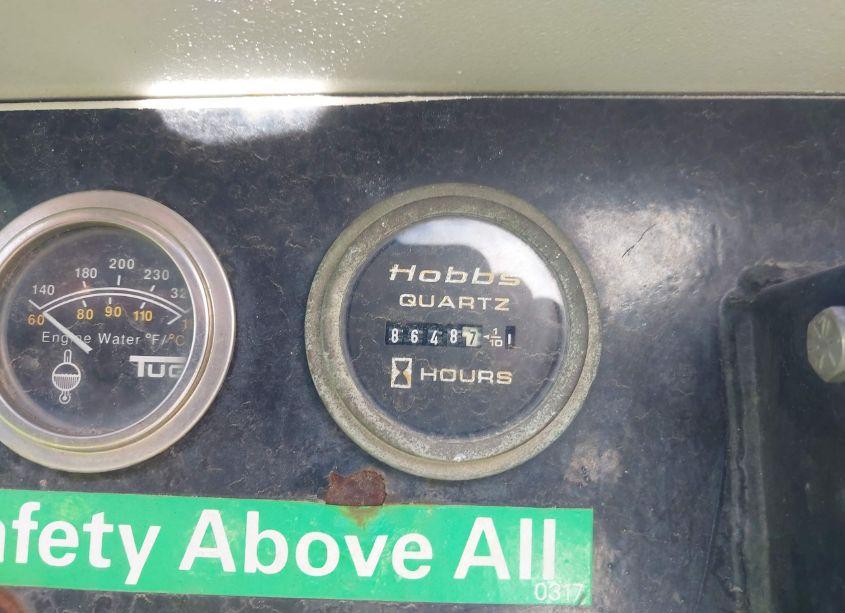 140 180 200 230 32
60 80 90 110 1
Engine Water °F/°C
TUG
Hobbs
QUARTZ
86487 1/10
HOURS
afety Above All
0317